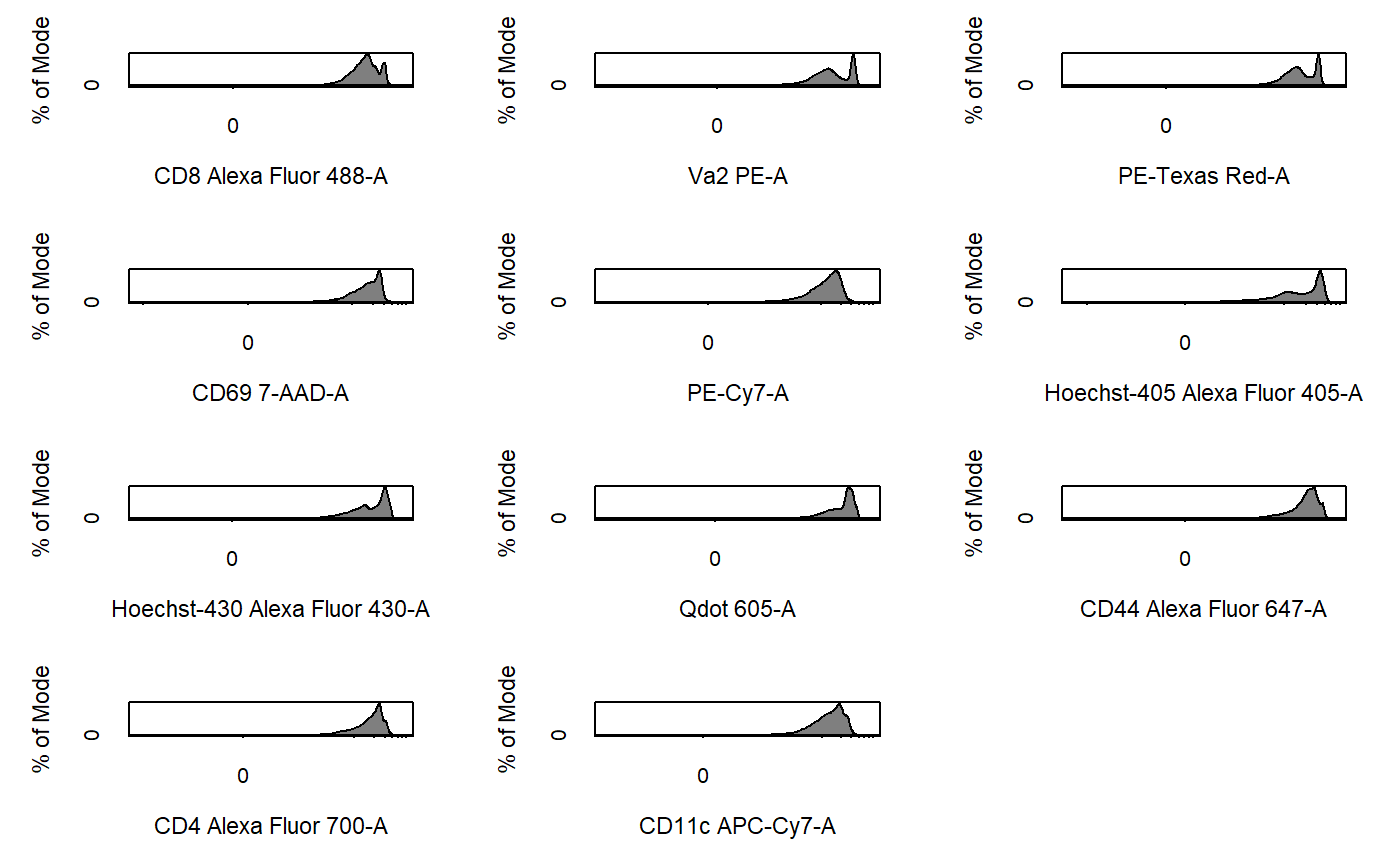 % of Mode
0
0
CD8 Alexa Fluor 488-A
% of Mode
0
0
Va2 PE-A
% of Mode
0
0
PE-Texas Red-A
% of Mode
0
0
CD69 7-AAD-A
% of Mode
0
0
PE-Cy7-A
% of Mode
0
0
Hoechst-405 Alexa Fluor 405-A
% of Mode
0
0
Hoechst-430 Alexa Fluor 430-A
% of Mode
0
0
Qdot 605-A
% of Mode
0
0
CD44 Alexa Fluor 647-A
% of Mode
0
0
CD4 Alexa Fluor 700-A
% of Mode
0
0
CD11c APC-Cy7-A